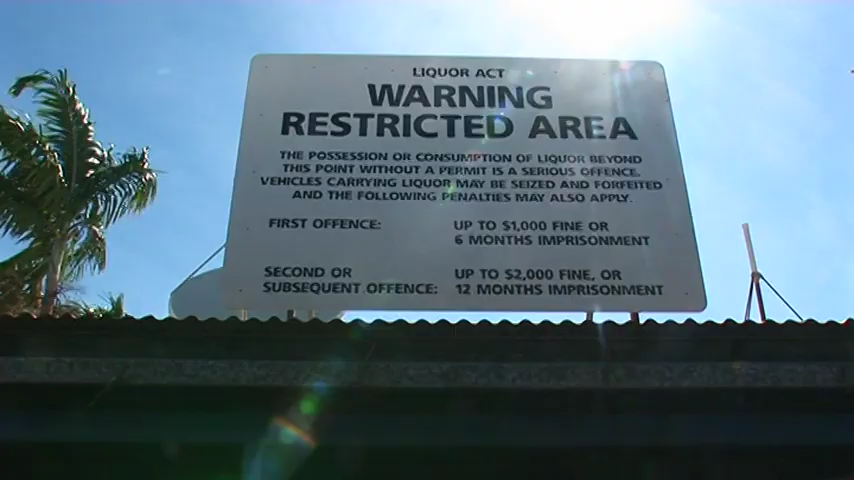 LIQUOR ACT
WARNING
RESTRICTED AREA
THE POSSESSION OR CONSUMPTION OF LIQUOR BEYOND
THIS POINT WITHOUT A PERMIT IS A SERIOUS OFFENCE.
VEHICLES CARRYING LIQUOR MAY BE SEIZED AND FORFEITED
AND THE FOLLOWING PENALTIES MAY ALSO APPLY.
FIRST OFFENCE: UP TO $1,000 FINE OR
6 MONTHS IMPRISONMENT
SECOND OR UP TO $2,000 FINE, OR
SUBSEQUENT OFFENCE: 12 MONTHS IMPRISONMENT